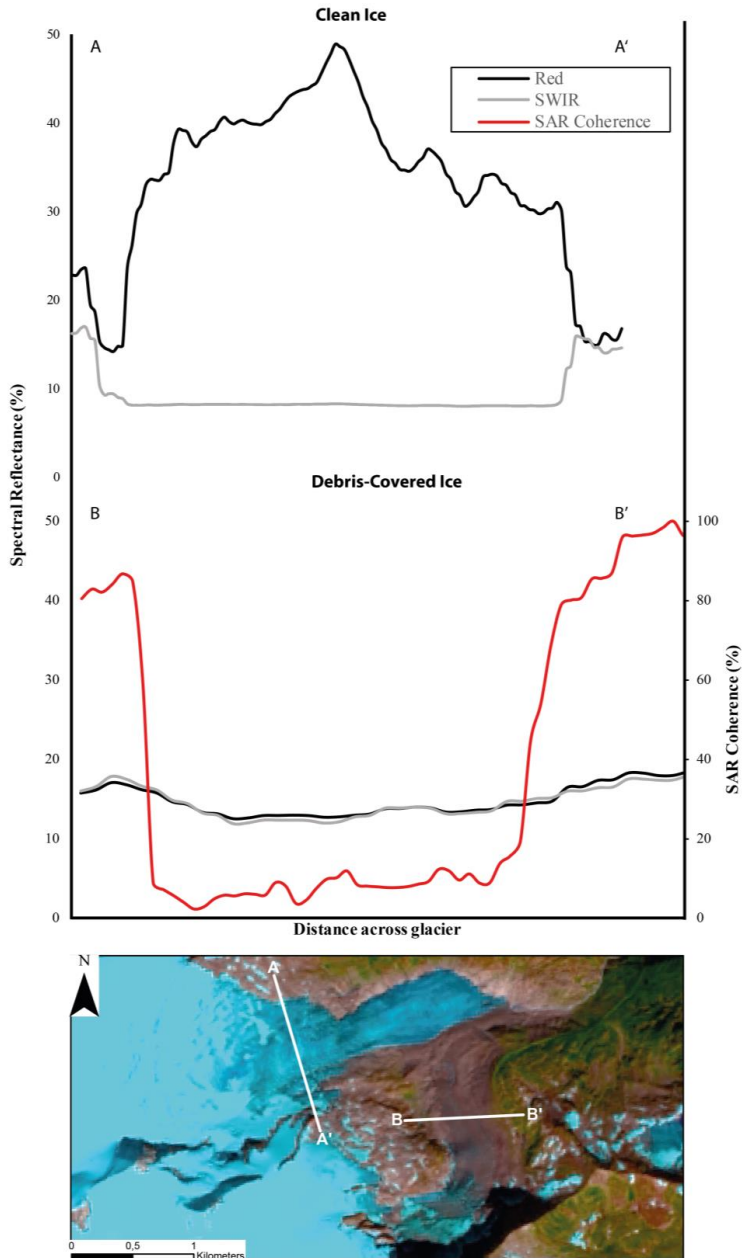 Clean Ice
A
A'
Red
SWIR
SAR Coherence
50
40
30
20
10
0
Spectral Reflectance (%)
Debris-Covered Ice
B
B'
50
40
30
20
10
0
100
80
60
40
20
0
SAR Coherence (%)
Distance across glacier
N
A
A'
B
B'
0 0,5 1
Kilometers